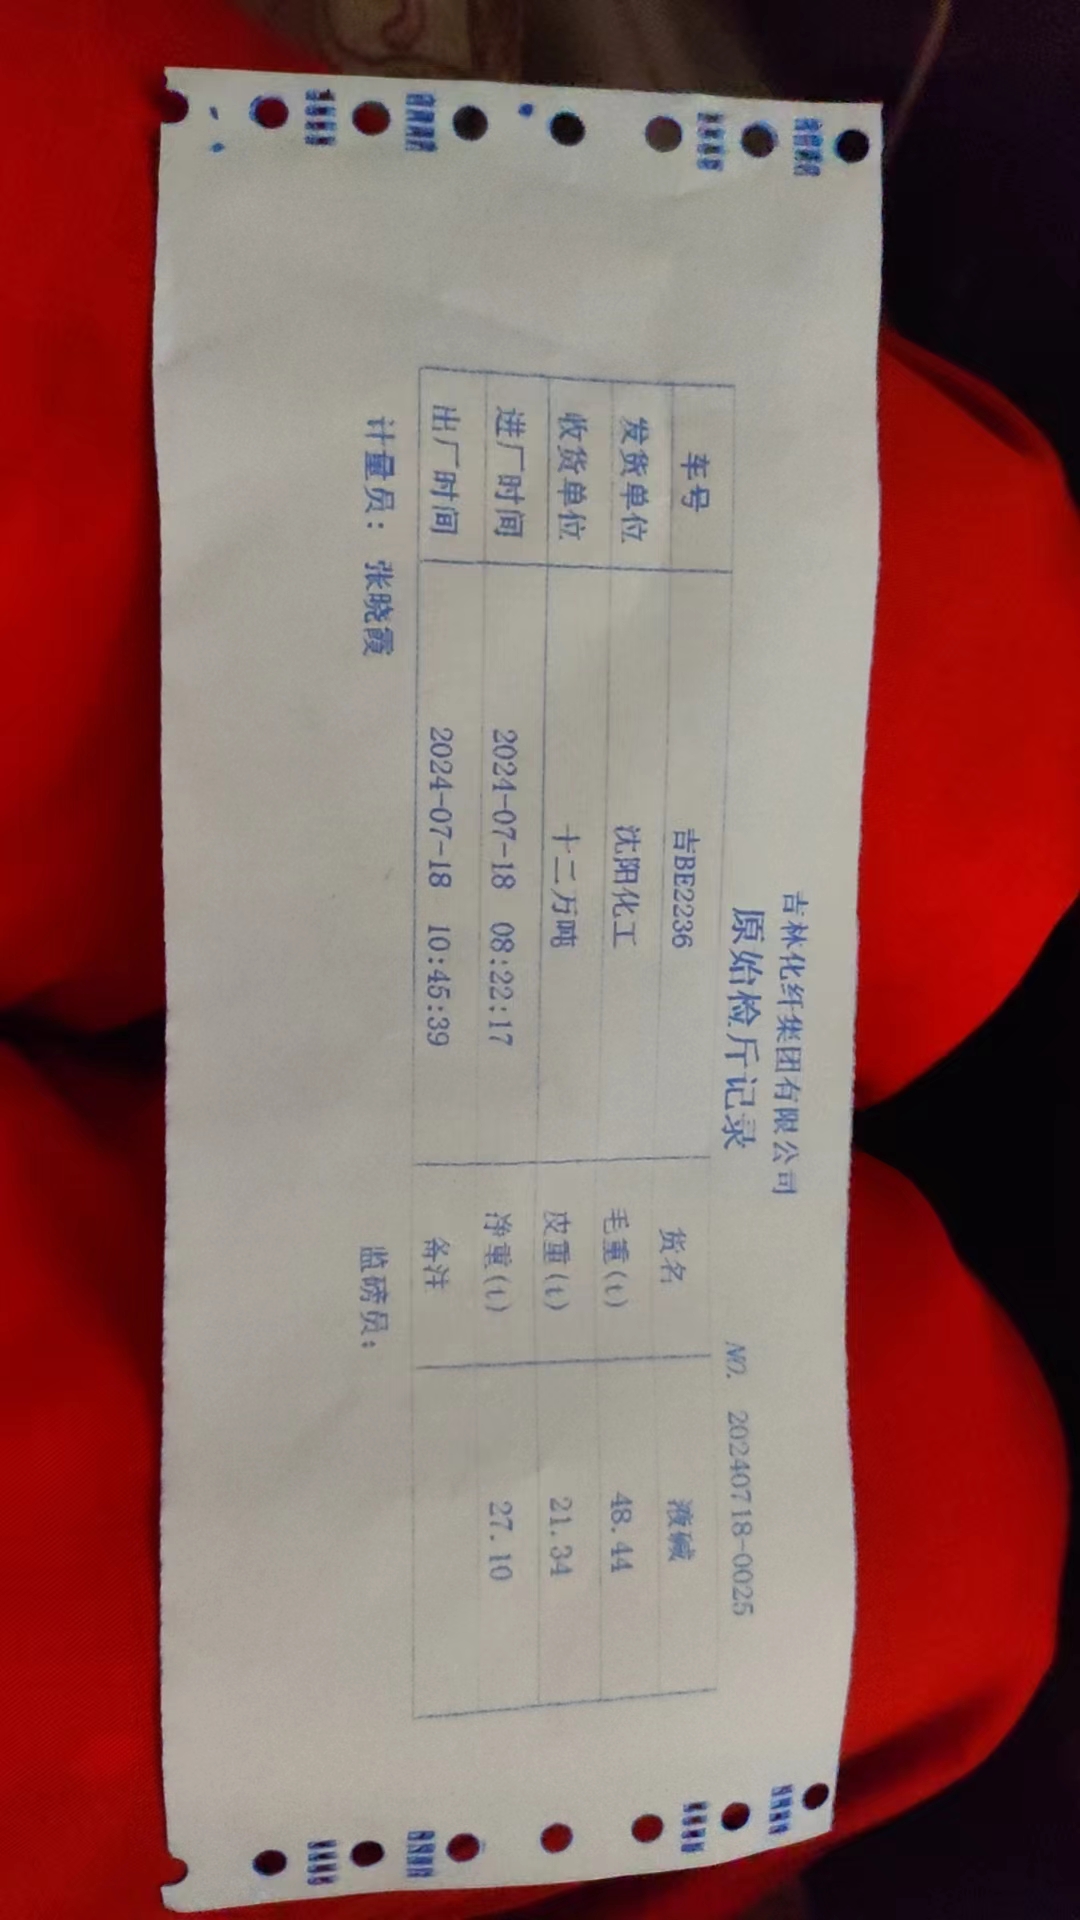 吉林化纤集团有限公司
原始检斤记录
NO. 20240718-0025
车号 吉BE2236 货名 液碱
发货单位 沈阳化工 毛重(t) 48.44
收货单位 十二万吨 皮重(t) 21.34
进厂时间 2024-07-18 08:22:17 净重(t) 27.10
出厂时间 2024-07-18 10:45:39 备注
计量员: 张晓霞 监磅员: